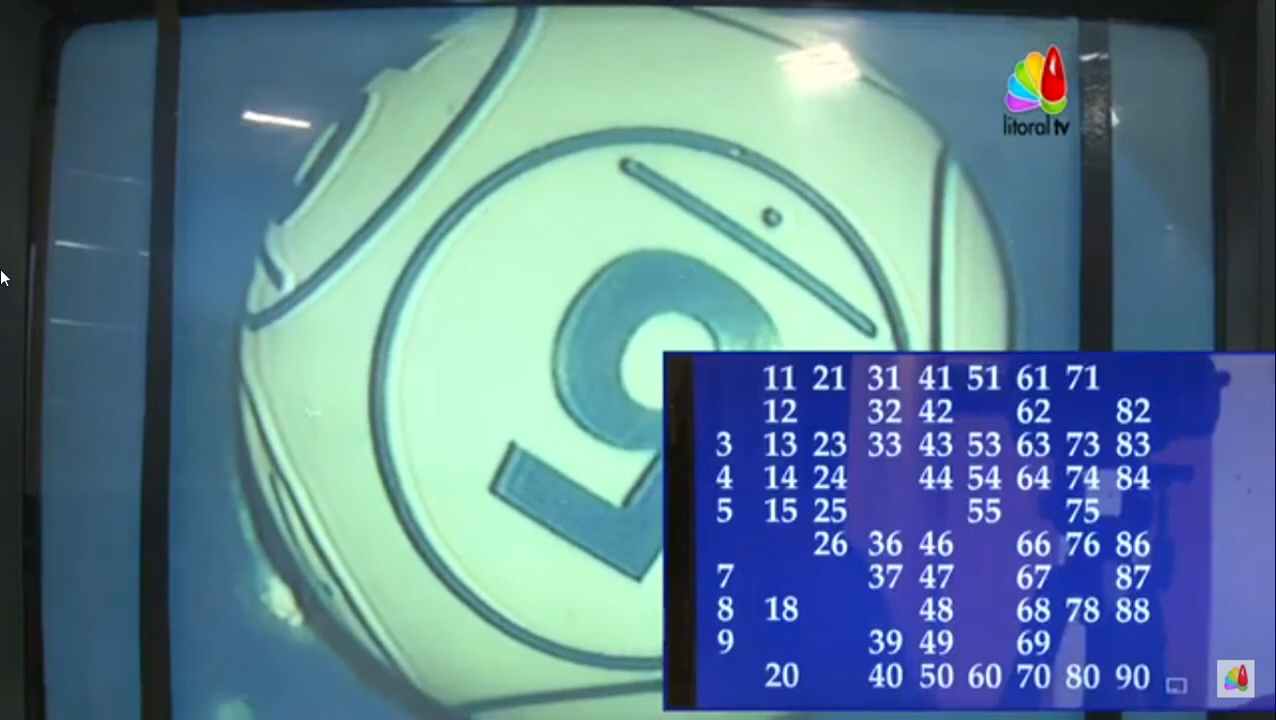 litoral tv
5
11 21 31 41 51 61 71
12 32 42 62 82
3 13 23 33 43 53 63 73 83
4 14 24 44 54 64 74 84
5 15 25 55 75
26 36 46 66 76 86
7 37 47 67 87
8 18 48 68 78 88
9 39 49 69
20 40 50 60 70 80 90